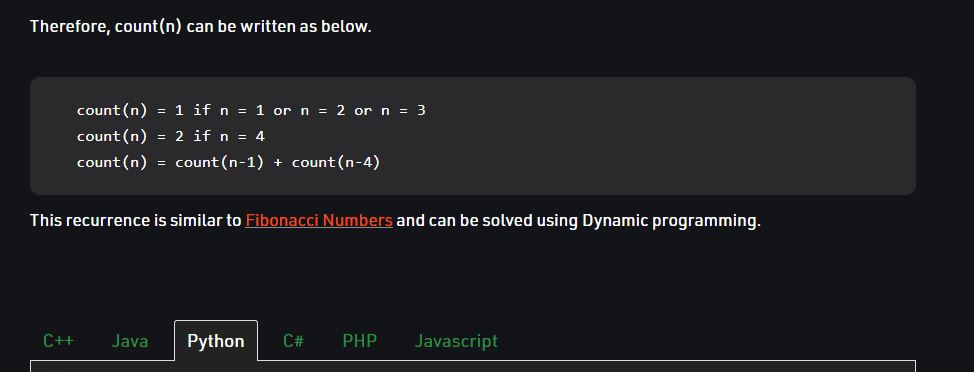 Therefore, count(n) can be written as below.
count(n) = 1 if n = 1 or n = 2 or n = 3
count(n) = 2 if n = 4
count(n) = count(n-1) + count(n-4)
This recurrence is similar to Fibonacci Numbers and can be solved using Dynamic programming.
C++ Java Python C# PHP Javascript